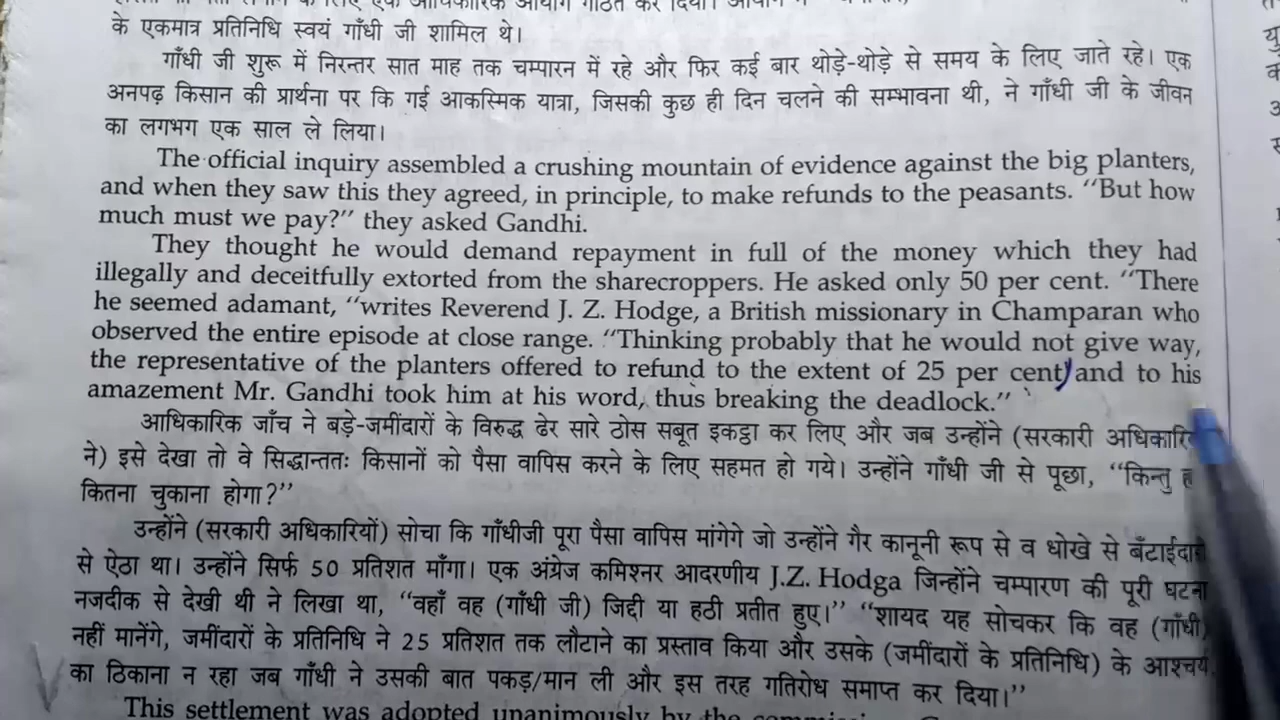 के एकमात्र प्रतिनिधि स्वयं गाँधी जी शामिल थे।
गाँधी जी शुरू में निरन्तर सात माह तक चम्पारन में रहे और फिर कई बार थोड़े-थोड़े से समय के लिए जाते रहे। एक
अनपढ़ किसान की प्रार्थना पर कि गई आकस्मिक यात्रा, जिसकी कुछ ही दिन चलने की सम्भावना थी, ने गाँधी जी के जीवन
का लगभग एक साल ले लिया।
The official inquiry assembled a crushing mountain of evidence against the big planters,
and when they saw this they agreed, in principle, to make refunds to the peasants. "But how
much must we pay?" they asked Gandhi.
They thought he would demand repayment in full of the money which they had
illegally and deceitfully extorted from the sharecroppers. He asked only 50 per cent. "There
he seemed adamant, "writes Reverend J. Z. Hodge, a British missionary in Champaran who
observed the entire episode at close range. "Thinking probably that he would not give way,
the representative of the planters offered to refund to the extent of 25 per cent, and to his
amazement Mr. Gandhi took him at his word, thus breaking the deadlock."
आधिकारिक जाँच ने बड़े-जमींदारों के विरुद्ध ढेर सारे ठोस सबूत इकट्ठा कर लिए और जब उन्होंने (सरकारी
ने) इसे देखा तो वे सिद्धान्ततः किसानों को पैसा वापिस करने के लिए सहमत हो गये। उन्होंने गाँधी जी से पूछा, "किन्तु
कितना चुकाना होगा?"
उन्होंने (सरकारी अधिकारियों) सोचा कि गाँधीजी पूरा पैसा वापिस मांगेगे जो उन्होंने गैर कानूनी रूप से व धोखे से
से ऐठा था। उन्होंने सिर्फ 50 प्रतिशत माँगा। एक अंग्रेज कमिश्नर आदरणीय J.Z. Hodga जिन्होंने चम्पारण की पूरी घटना
नजदीक से देखी थी ने लिखा था, "वहाँ वह (गाँधी जी) जिद्दी या हठी प्रतीत हुए।" "शायद यह सोचकर कि वह (गाँधी)
नहीं मानेंगे, जमींदारों के प्रतिनिधि ने 25 प्रतिशत तक लौटाने का प्रस्ताव किया और उसके (जमींदारों के प्रतिनिधि) के आश्चर्य
का ठिकाना न रहा जब गाँधी ने उसकी बात पकड़/मान ली और इस तरह गतिरोध समाप्त कर दिया।"
This settlement was adopted unanimously by the